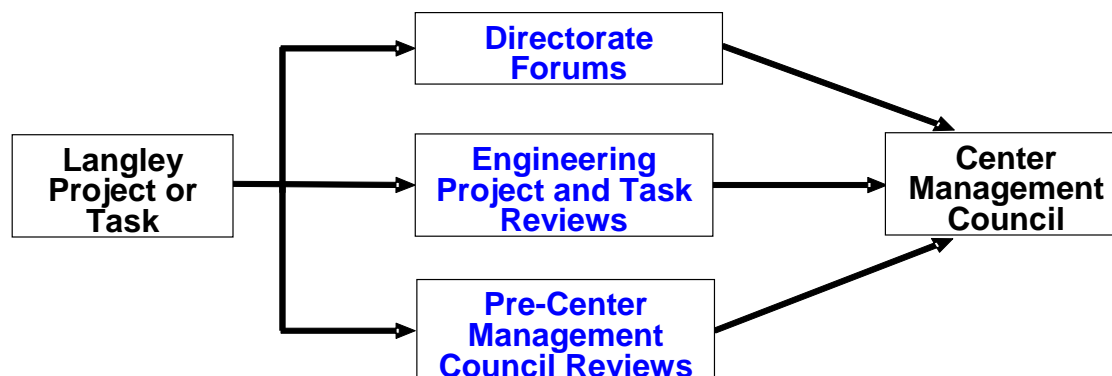 Directorate
Forums
Langley
Project or
Task
Engineering
Project and Task
Reviews
Center
Management
Council
Pre-Center
Management
Council Reviews